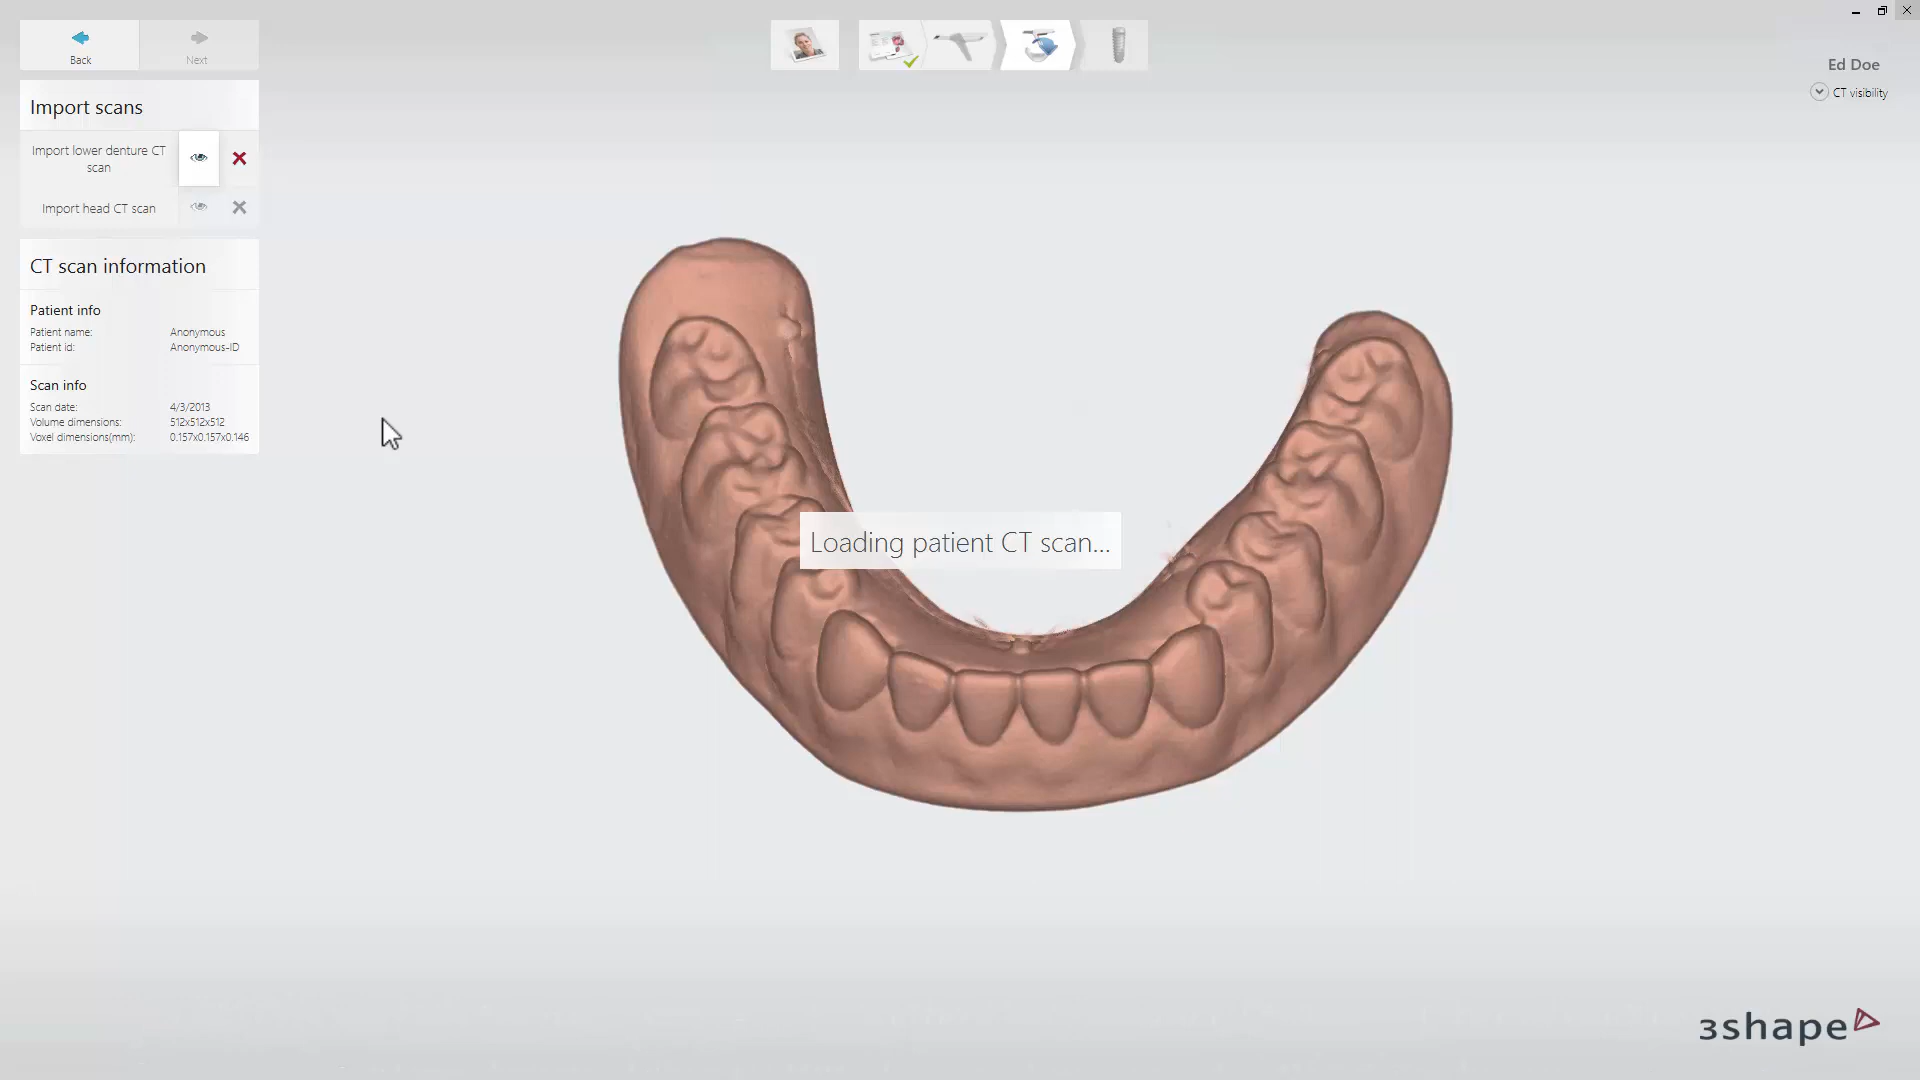 Back
Next
Import scans
Import lower denture CT
scan
Import head CT scan
CT scan information
Patient info
Patient name: Anonymous
Patient id: Anonymous-ID
Scan info
Scan date: 4/3/2013
Volume dimensions: 512x512x512
Voxel dimensions(mm): 0.157x0.157x0.146
Ed Doe
CT visibility
Loading patient CT scan...
3shape